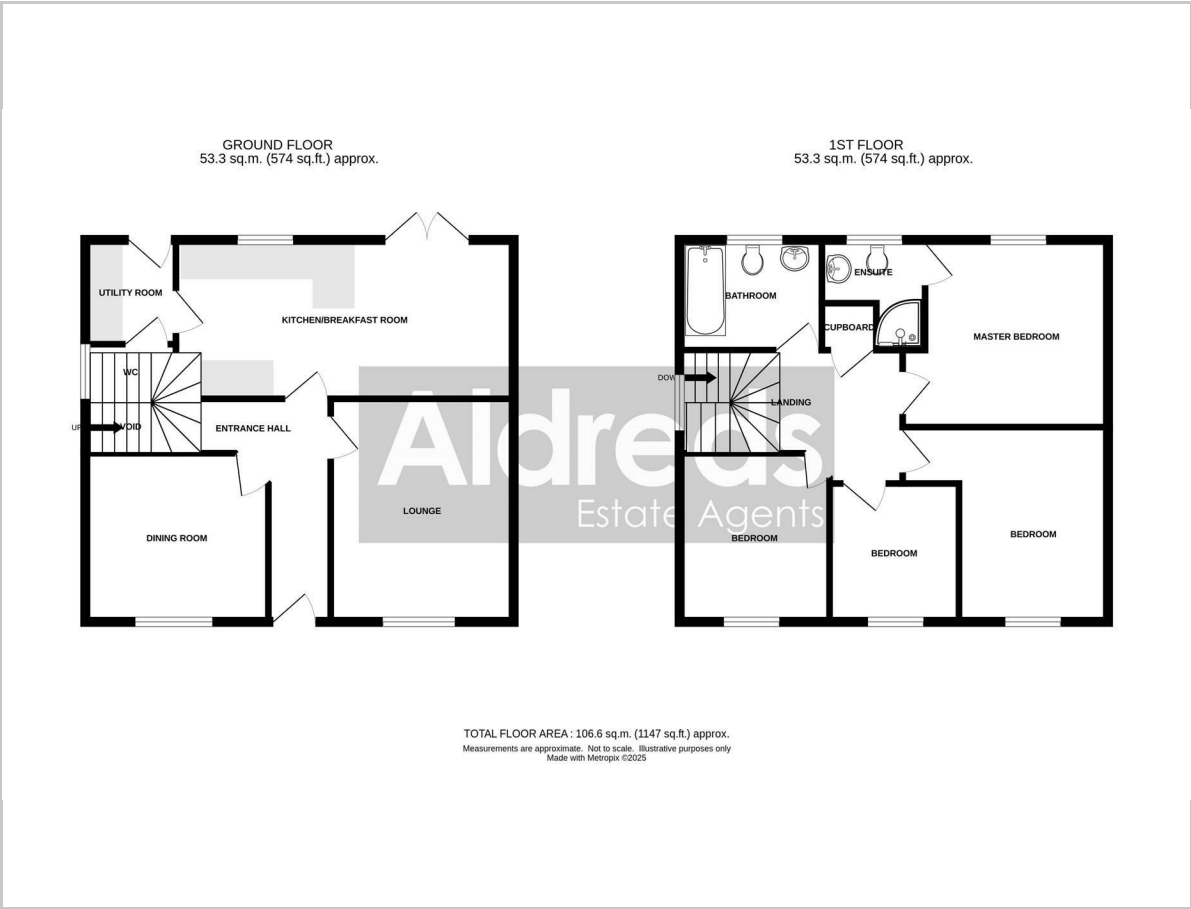 GROUND FLOOR
53.3 sq.m. (574 sq.ft.) approx.
1ST FLOOR
53.3 sq.m. (574 sq.ft.) approx.
UTILITY ROOM
KITCHEN/BREAKFAST ROOM
WC
UP
VOID
ENTRANCE HALL
DINING ROOM
LOUNGE
BATHROOM
ENSUITE
CUPBOARD
MASTER BEDROOM
DOW
LANDING
BEDROOM
BEDROOM
BEDROOM
Aldreds
Estate Agents
TOTAL FLOOR AREA : 106.6 sq.m. (1147 sq.ft.) approx.
Measurements are approximate. Not to scale. Illustrative purposes only
Made with Metropix ©2025